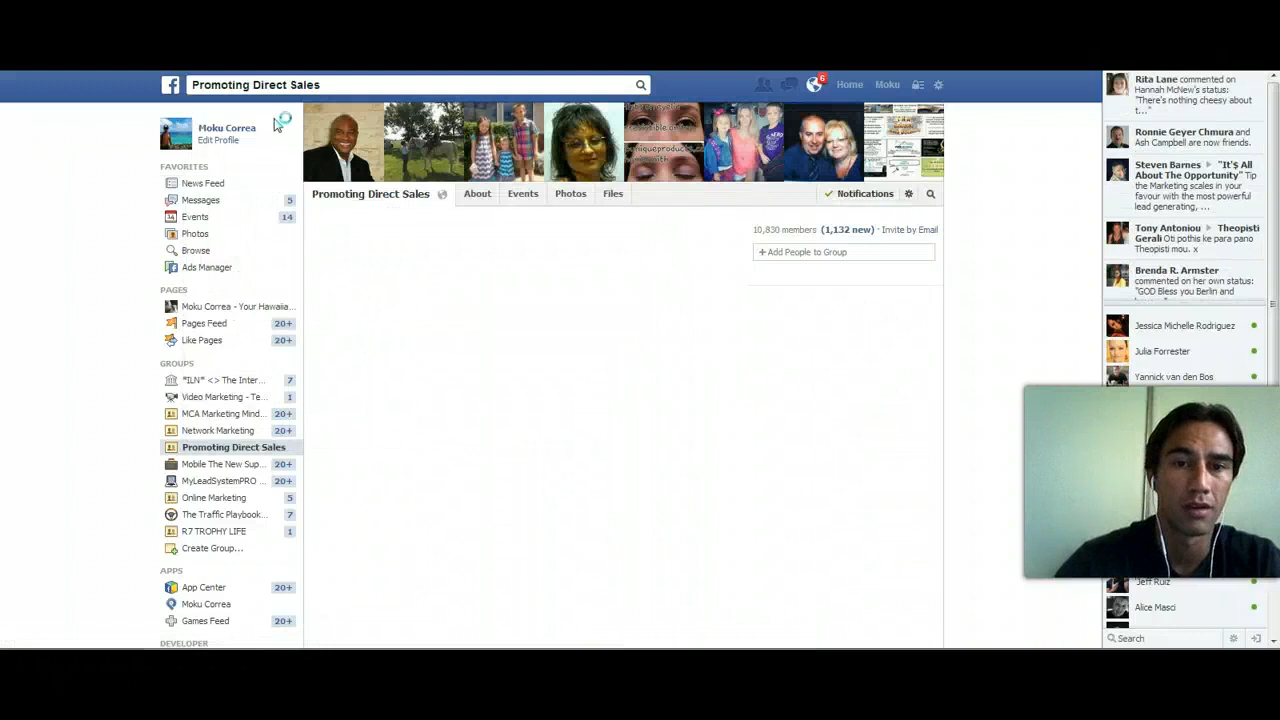 Promoting Direct Sales
6
Home
Moku
Moku Correa
Edit Profile
FAVORITES
News Feed
Messages 5
Events 14
Photos
Browse
Ads Manager
PAGES
Moku Correa - Your Hawaiia...
Pages Feed 20+
Like Pages 20+
GROUPS
*ILN* <> The Inter... 7
Video Marketing - Te... 1
MCA Marketing Mind... 20+
Network Marketing 20+
Promoting Direct Sales
Mobile The New Sup... 20+
MyLeadSystemPRO ... 20+
Online Marketing 5
The Traffic Playbook... 7
R7 TROPHY LIFE 1
Create Group...
APPS
App Center 20+
Moku Correa
Games Feed 20+
DEVELOPER
Promoting Direct Sales About Events Photos Files Notifications
10,830 members (1,132 new) · Invite by Email
+ Add People to Group
Rita Lane commented on
Hannah McNew's status:
"There's nothing cheesy about
t...
Ronnie Geyer Chmura and
Ash Campbell are now friends.
Steven Barnes ▸ "It's All
About The Opportunity" Tip
the Marketing scales in your
favour with the most powerful
lead generating, ...
Tony Antoniou ▸ Theopisti
Gerali Oti pothis ke para pano
Theopisti mou. x
Brenda R. Armster
commented on her own status:
"GOD Bless you Berlin and
Jessica Michelle Rodriguez
Julia Forrester
Yannick van den Bos
Jeff Ruiz
Alice Masci
Search